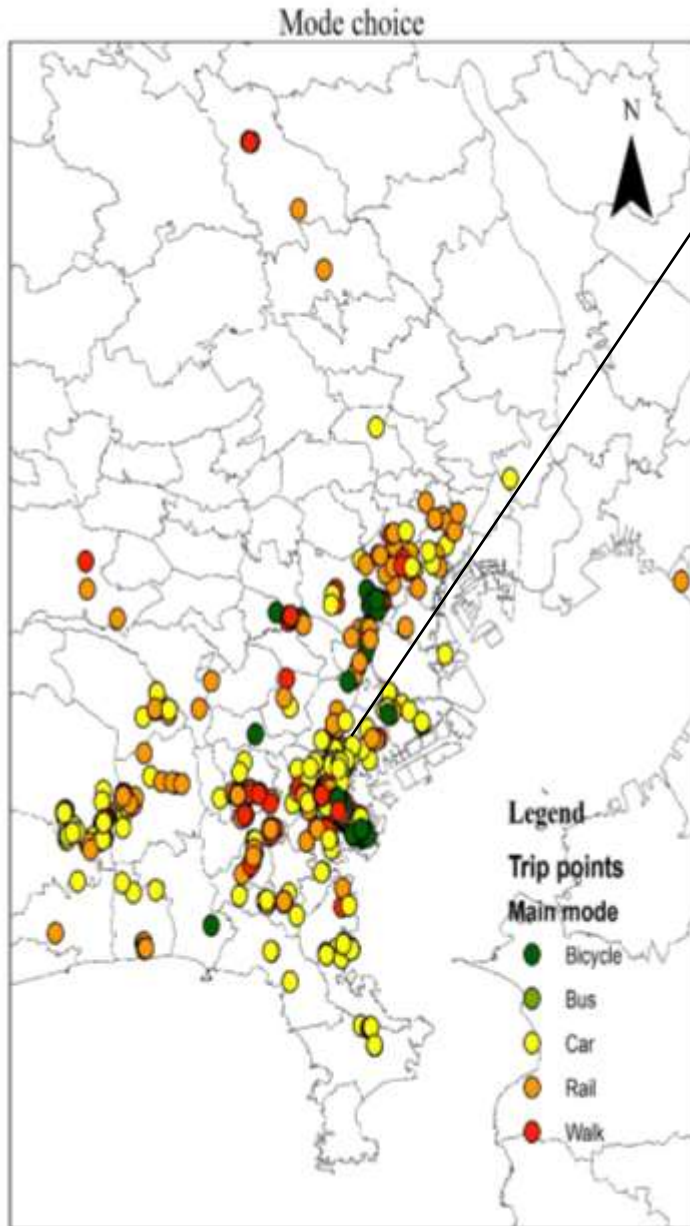 Mode choice
N
Legend
Trip points
Main mode
Bicycle
Bus
Car
Rail
Walk